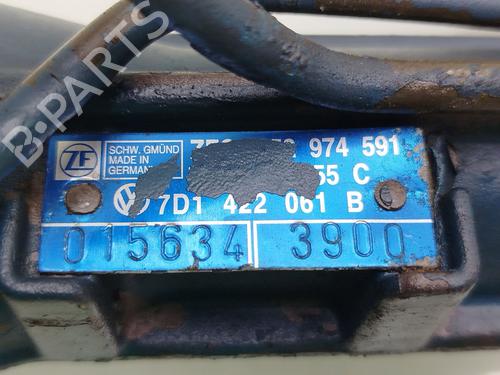 B-PARTS
ZF
SCHW. GMÜND
MADE IN
GERMANY
974 591
55 C
7D1 422 061 B
015634 3900